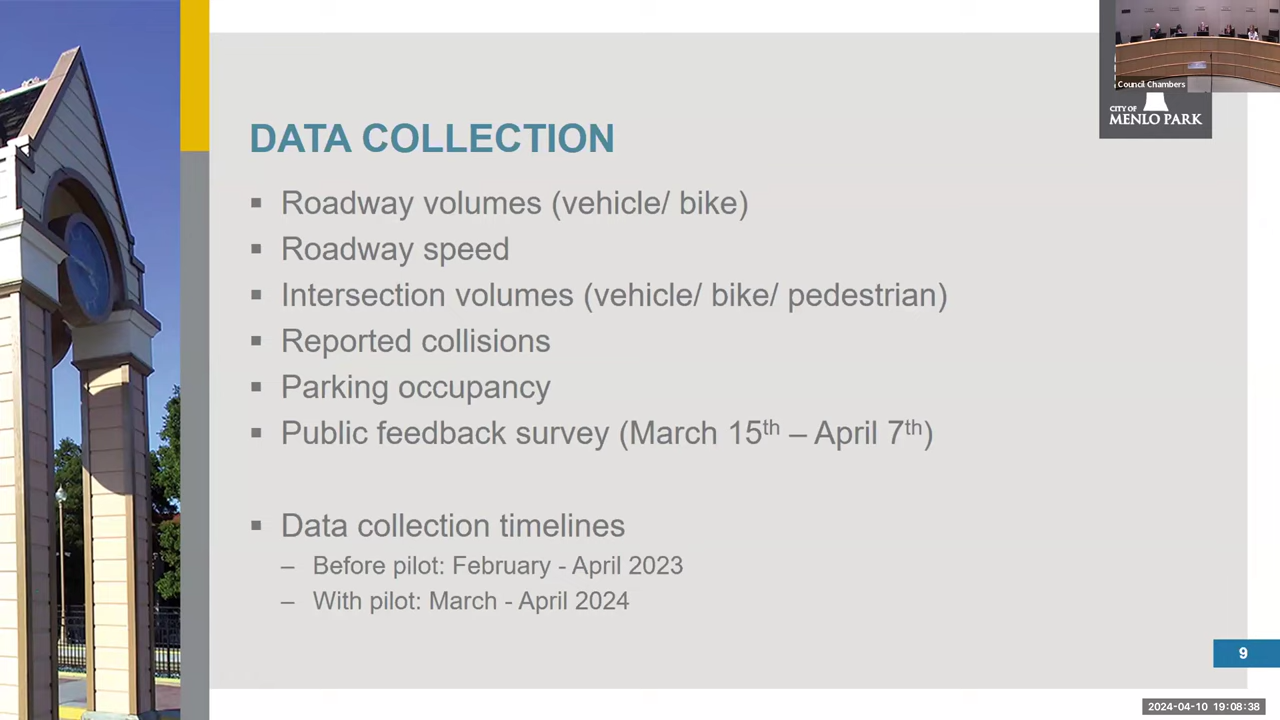 Council Chambers
CITY OF
MENLO PARK
DATA COLLECTION
▪ Roadway volumes (vehicle/ bike)
▪ Roadway speed
▪ Intersection volumes (vehicle/ bike/ pedestrian)
▪ Reported collisions
▪ Parking occupancy
▪ Public feedback survey (March 15th – April 7th)
▪ Data collection timelines
– Before pilot: February - April 2023
– With pilot: March - April 2024
9
2024-04-10 19:08:38